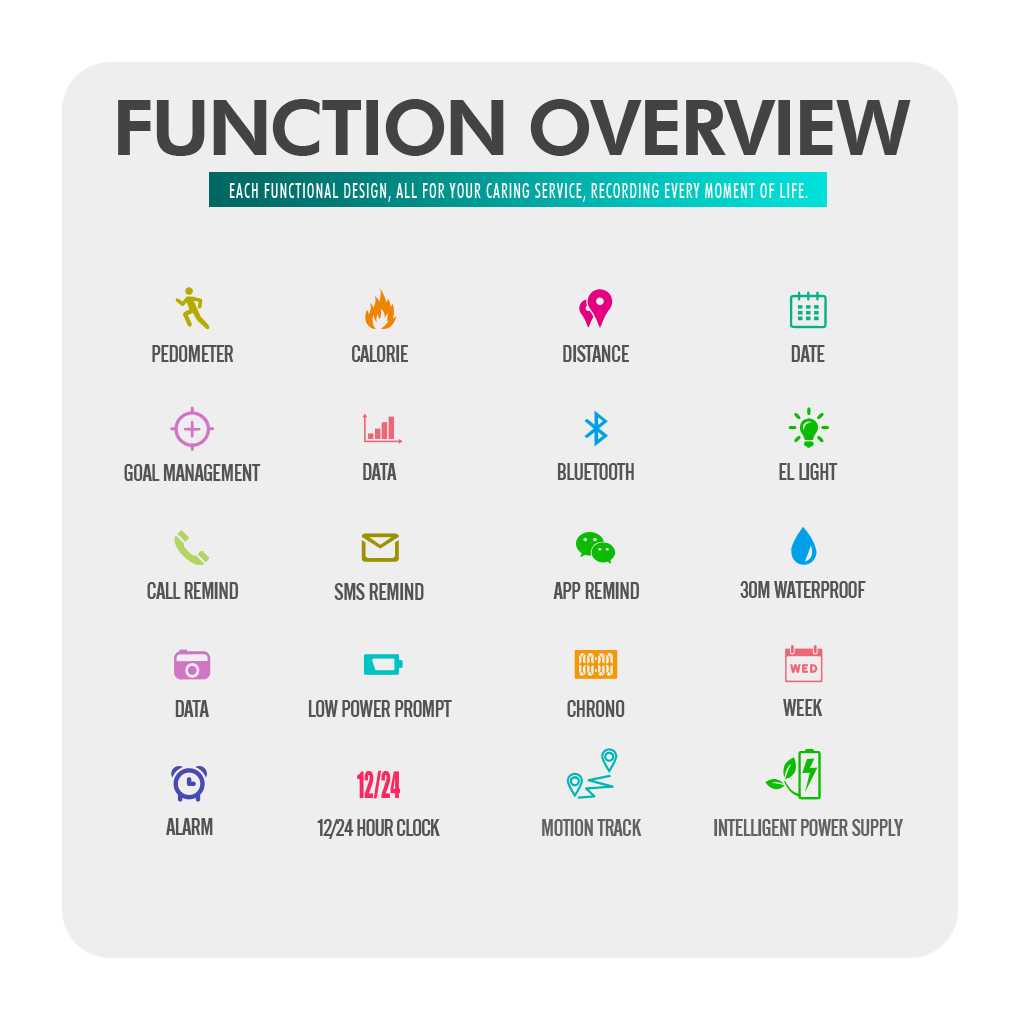 FUNCTION OVERVIEW
EACH FUNCTIONAL DESIGN, ALL FOR YOUR CARING SERVICE, RECORDING EVERY MOMENT OF LIFE.
PEDOMETER CALORIE DISTANCE DATE
GOAL MANAGEMENT DATA BLUETOOTH EL LIGHT
CALL REMIND SMS REMIND APP REMIND 30M WATERPROOF
00:00 WED
DATA LOW POWER PROMPT CHRONO WEEK
12/24
ALARM 12/24 HOUR CLOCK MOTION TRACK INTELLIGENT POWER SUPPLY